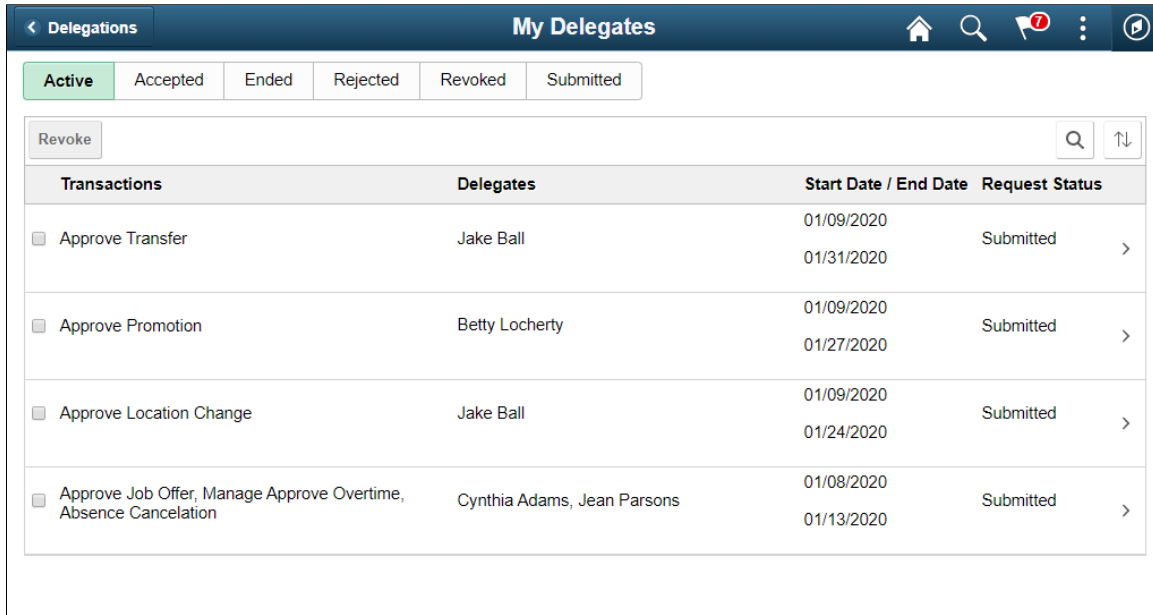 Delegations
My Delegates
7
Active Accepted Ended Rejected Revoked Submitted
Revoke
Transactions Delegates Start Date / End Date Request Status
Approve Transfer Jake Ball 01/09/2020 Submitted
01/31/2020
Approve Promotion Betty Locherty 01/09/2020 Submitted
01/27/2020
Approve Location Change Jake Ball 01/09/2020 Submitted
01/24/2020
Approve Job Offer, Manage Approve Overtime, Cynthia Adams, Jean Parsons 01/08/2020 Submitted
Absence Cancelation 01/13/2020